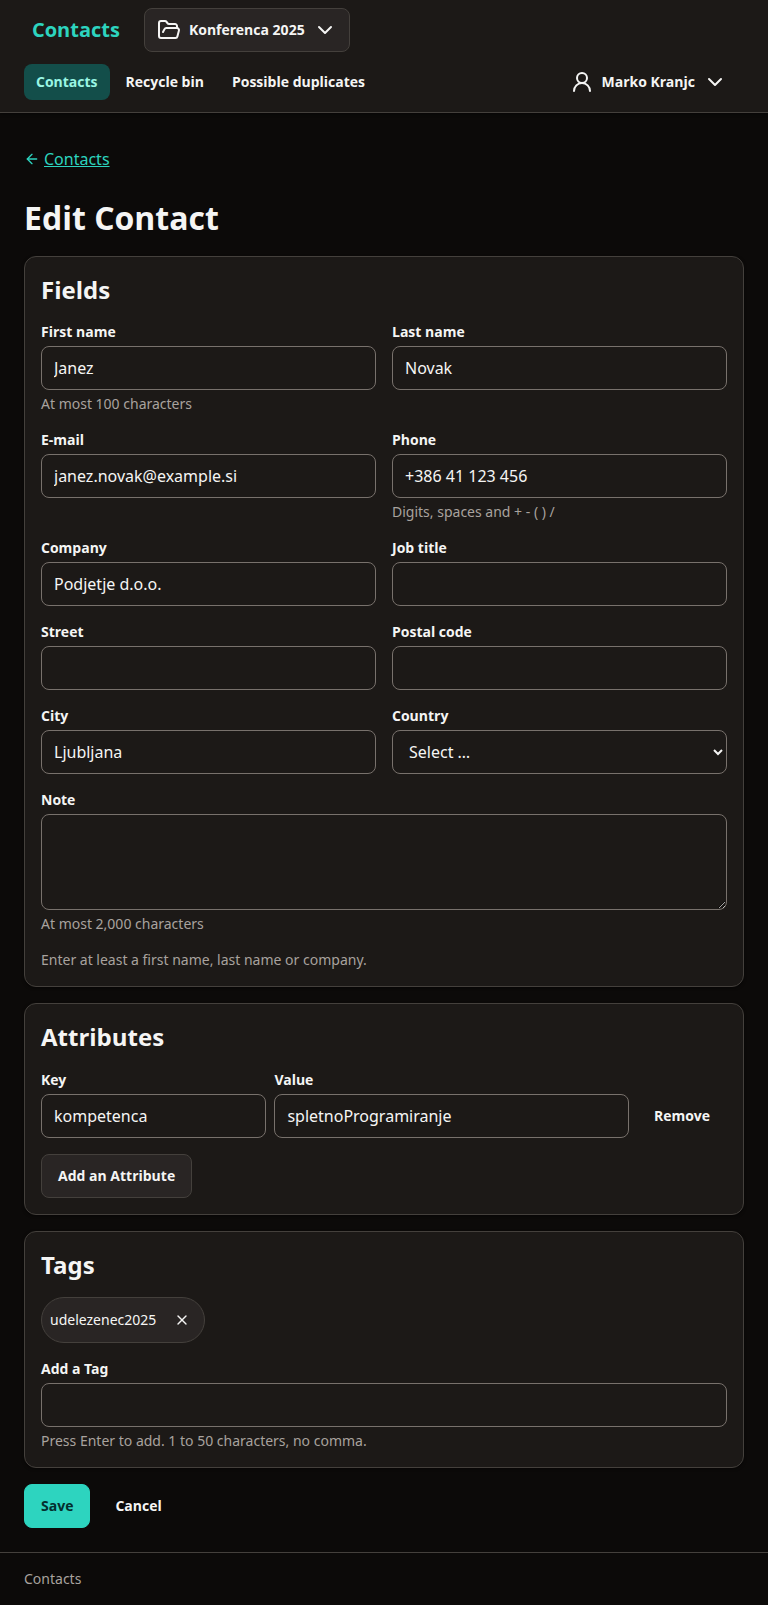 Contacts
Konferenca 2025
Contacts
Recycle bin
Possible duplicates
Marko Kranjc
← Contacts
Edit Contact
Fields
First name
Last name
Janez
Novak
At most 100 characters
E-mail
Phone
janez.novak@example.si
+386 41 123 456
Digits, spaces and + - ( ) /
Company
Job title
Podjetje d.o.o.
Street
Postal code
City
Country
Ljubljana
Select ...
Note
At most 2,000 characters
Enter at least a first name, last name or company.
Attributes
Key
Value
kompetenca
spletnoProgramiranje
Remove
Add an Attribute
Tags
udelezenec2025
Add a Tag
Press Enter to add. 1 to 50 characters, no comma.
Save
Cancel
Contacts